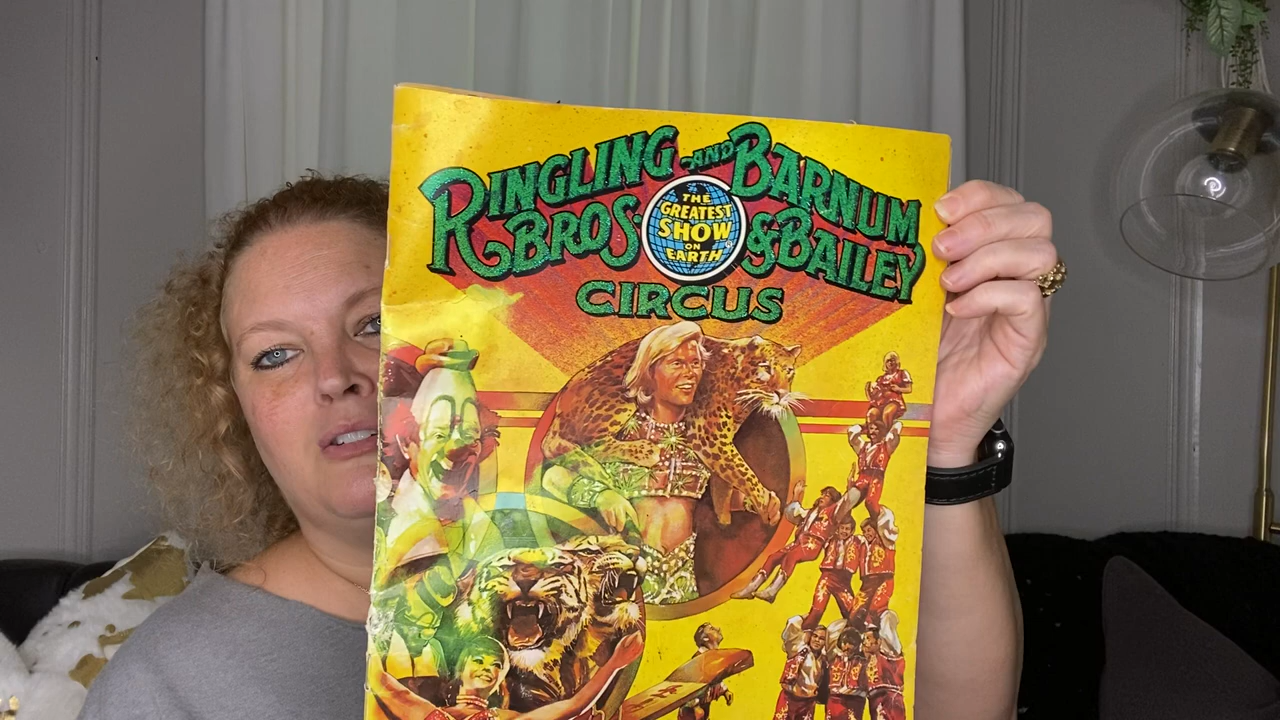 RINGLING AND BARNUM
BROS. & BAILEY
THE
GREATEST
SHOW
ON
EARTH
®
CIRCUS